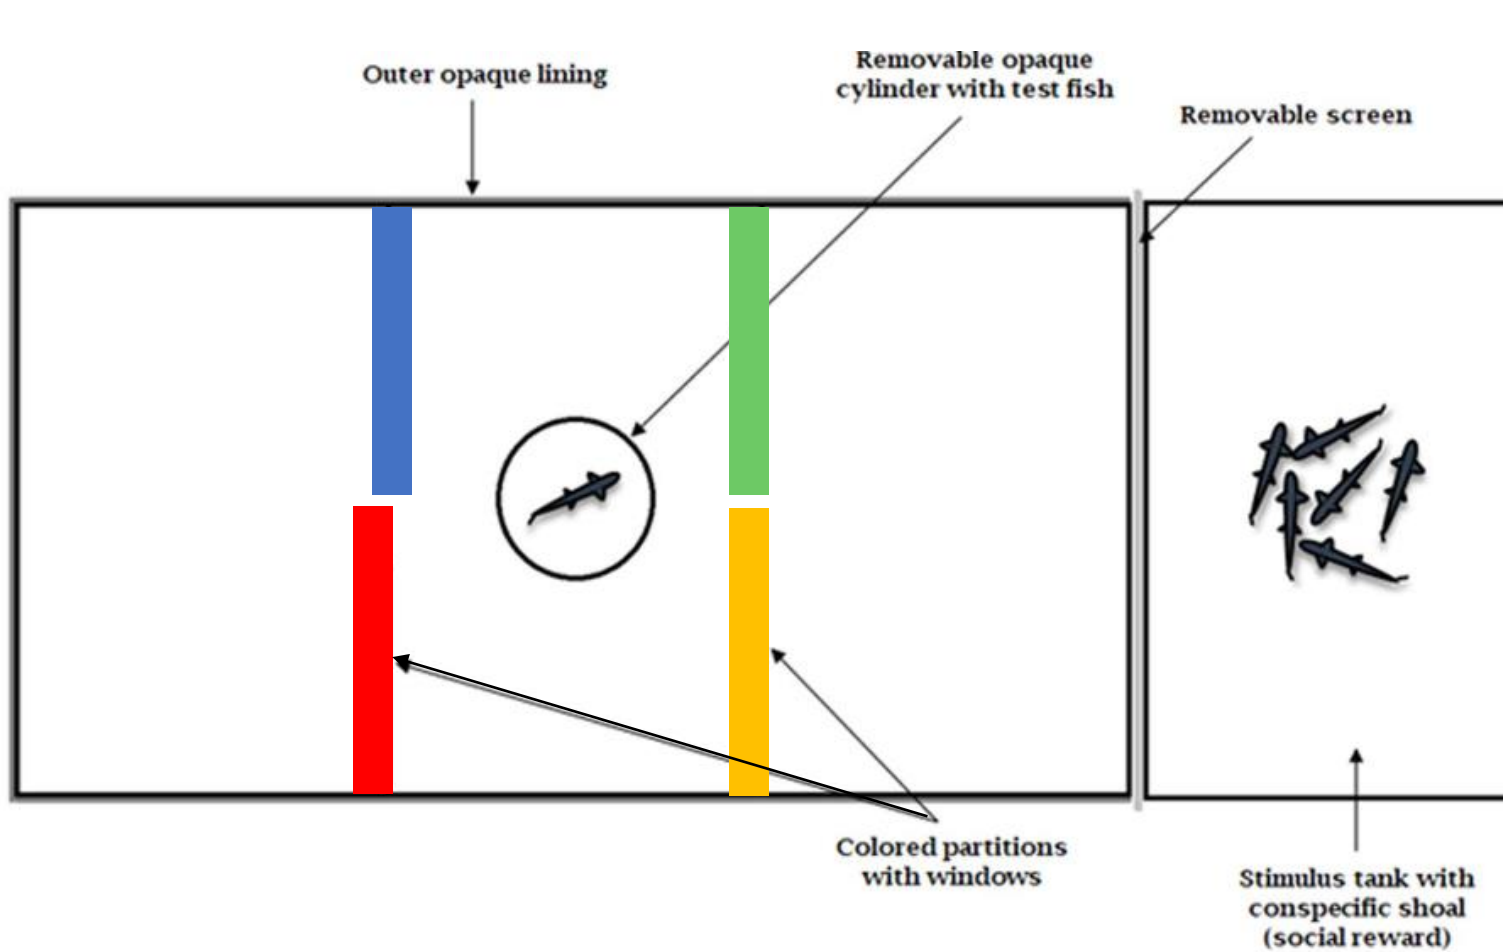 Outer opaque lining
Removable opaque
cylinder with test fish
Removable screen
Colored partitions
with windows
Stimulus tank with
conspecific shoal
(social reward)